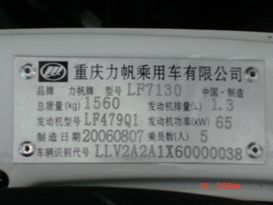 重庆力帆乘用车有限公司
品牌 力帆牌 型号 LF7130 中国·制造
总质量(kg) 1560 发动机排量(L) 1.3
发动机型号 LF479Q1 发动机功率(kW) 65
制造日期 20060807 乘员数(人) 5
车辆识别代号 LLV2A2A1X60000038